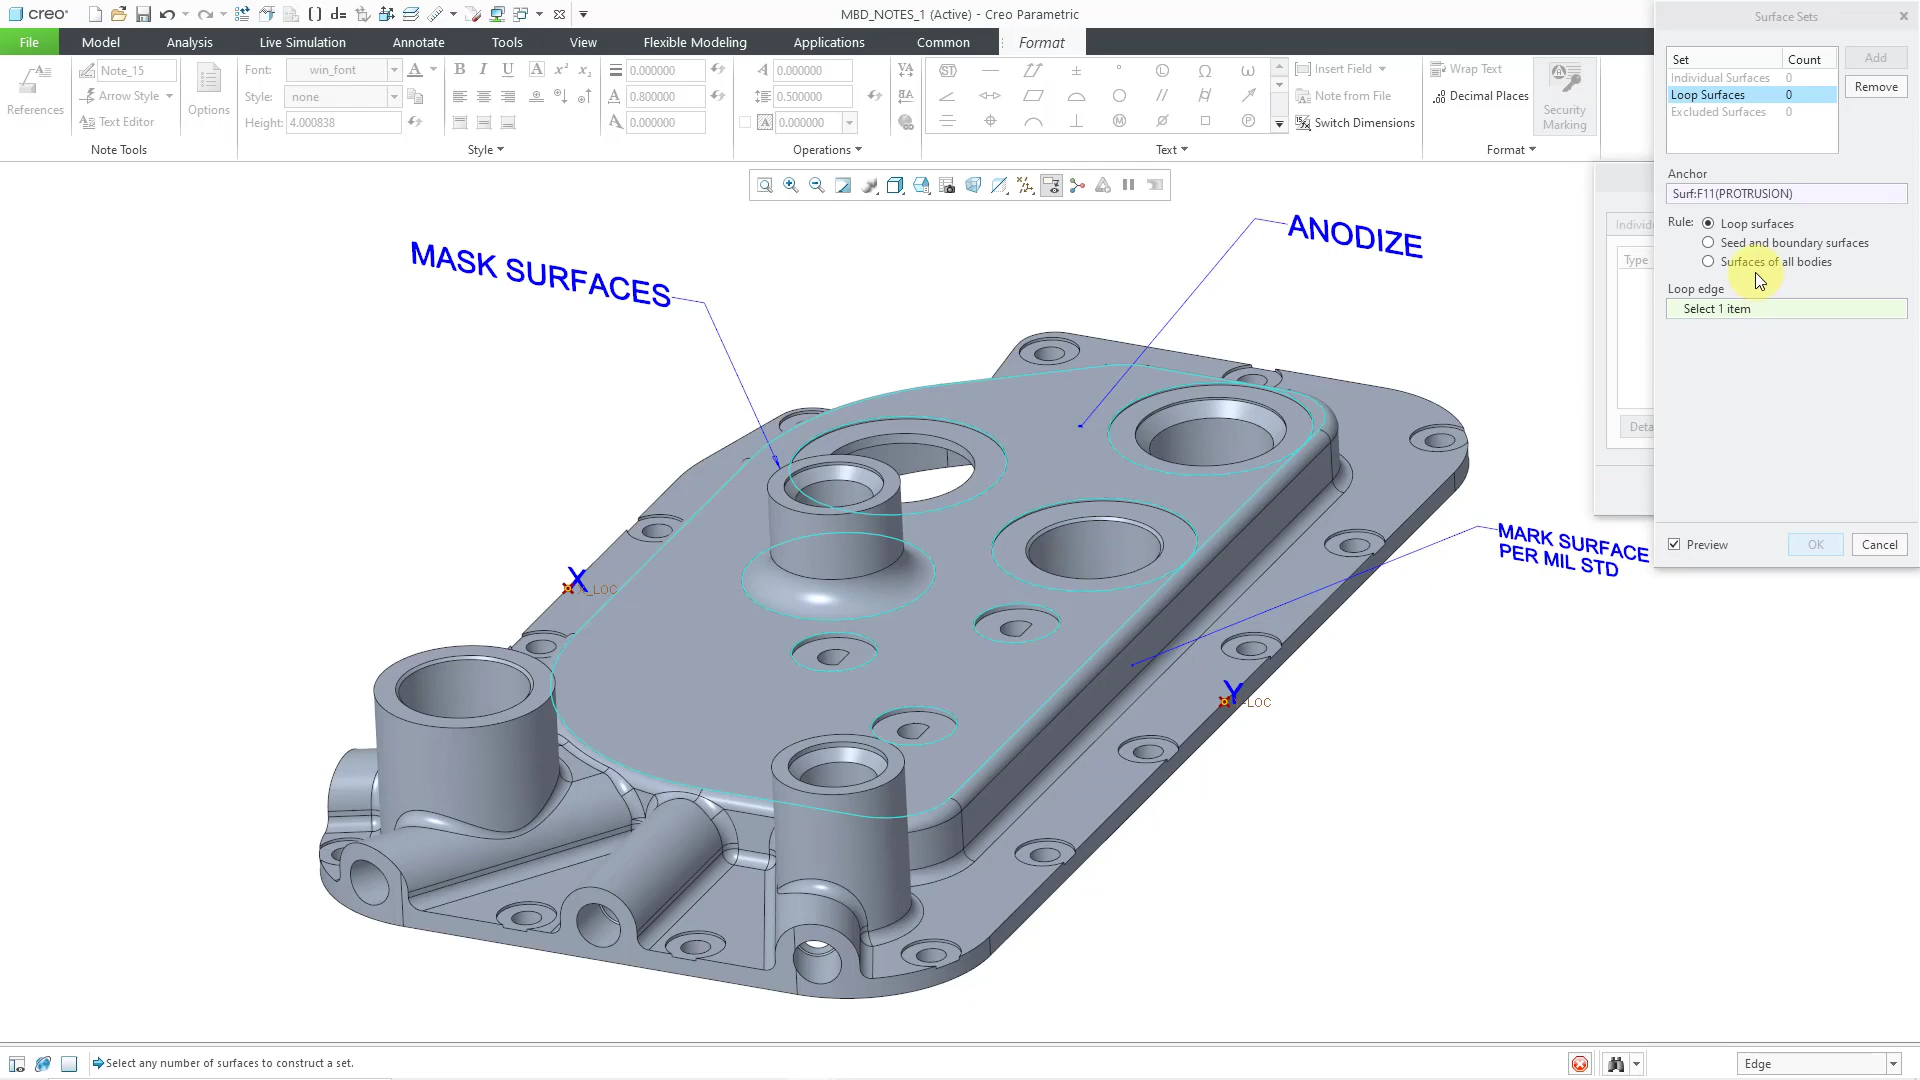 creo
d=
MBD_NOTES_1 (Active) - Creo Parametric
Surface Sets
File
Model
Analysis
Live Simulation
Annotate
Tools
View
Flexible Modeling
Applications
Common
Format
References
Note_15
Arrow Style
Text Editor
Options
Note Tools
Font: win_font
Style: none
Height: 4.000838
B I U A
0.000000
0.800000
0.000000
Style
0.000000
0.500000
0.000000
Operations
Text
Insert Field
Note from File
Switch Dimensions
Wrap Text
Decimal Places
Security
Marking
Format
Set Count
Individual Surfaces 0
Loop Surfaces 0
Excluded Surfaces 0
Add
Remove
Anchor
Surf:F11(PROTRUSION)
Rule:
Loop surfaces
Seed and boundary surfaces
Surfaces of all bodies
Loop edge
Select 1 item
Individ
Type
Deta
Preview
OK
Cancel
MASK SURFACES
ANODIZE
MARK SURFACE
PER MIL STD
X
_LOC
Y
-LOC
Select any number of surfaces to construct a set.
Edge